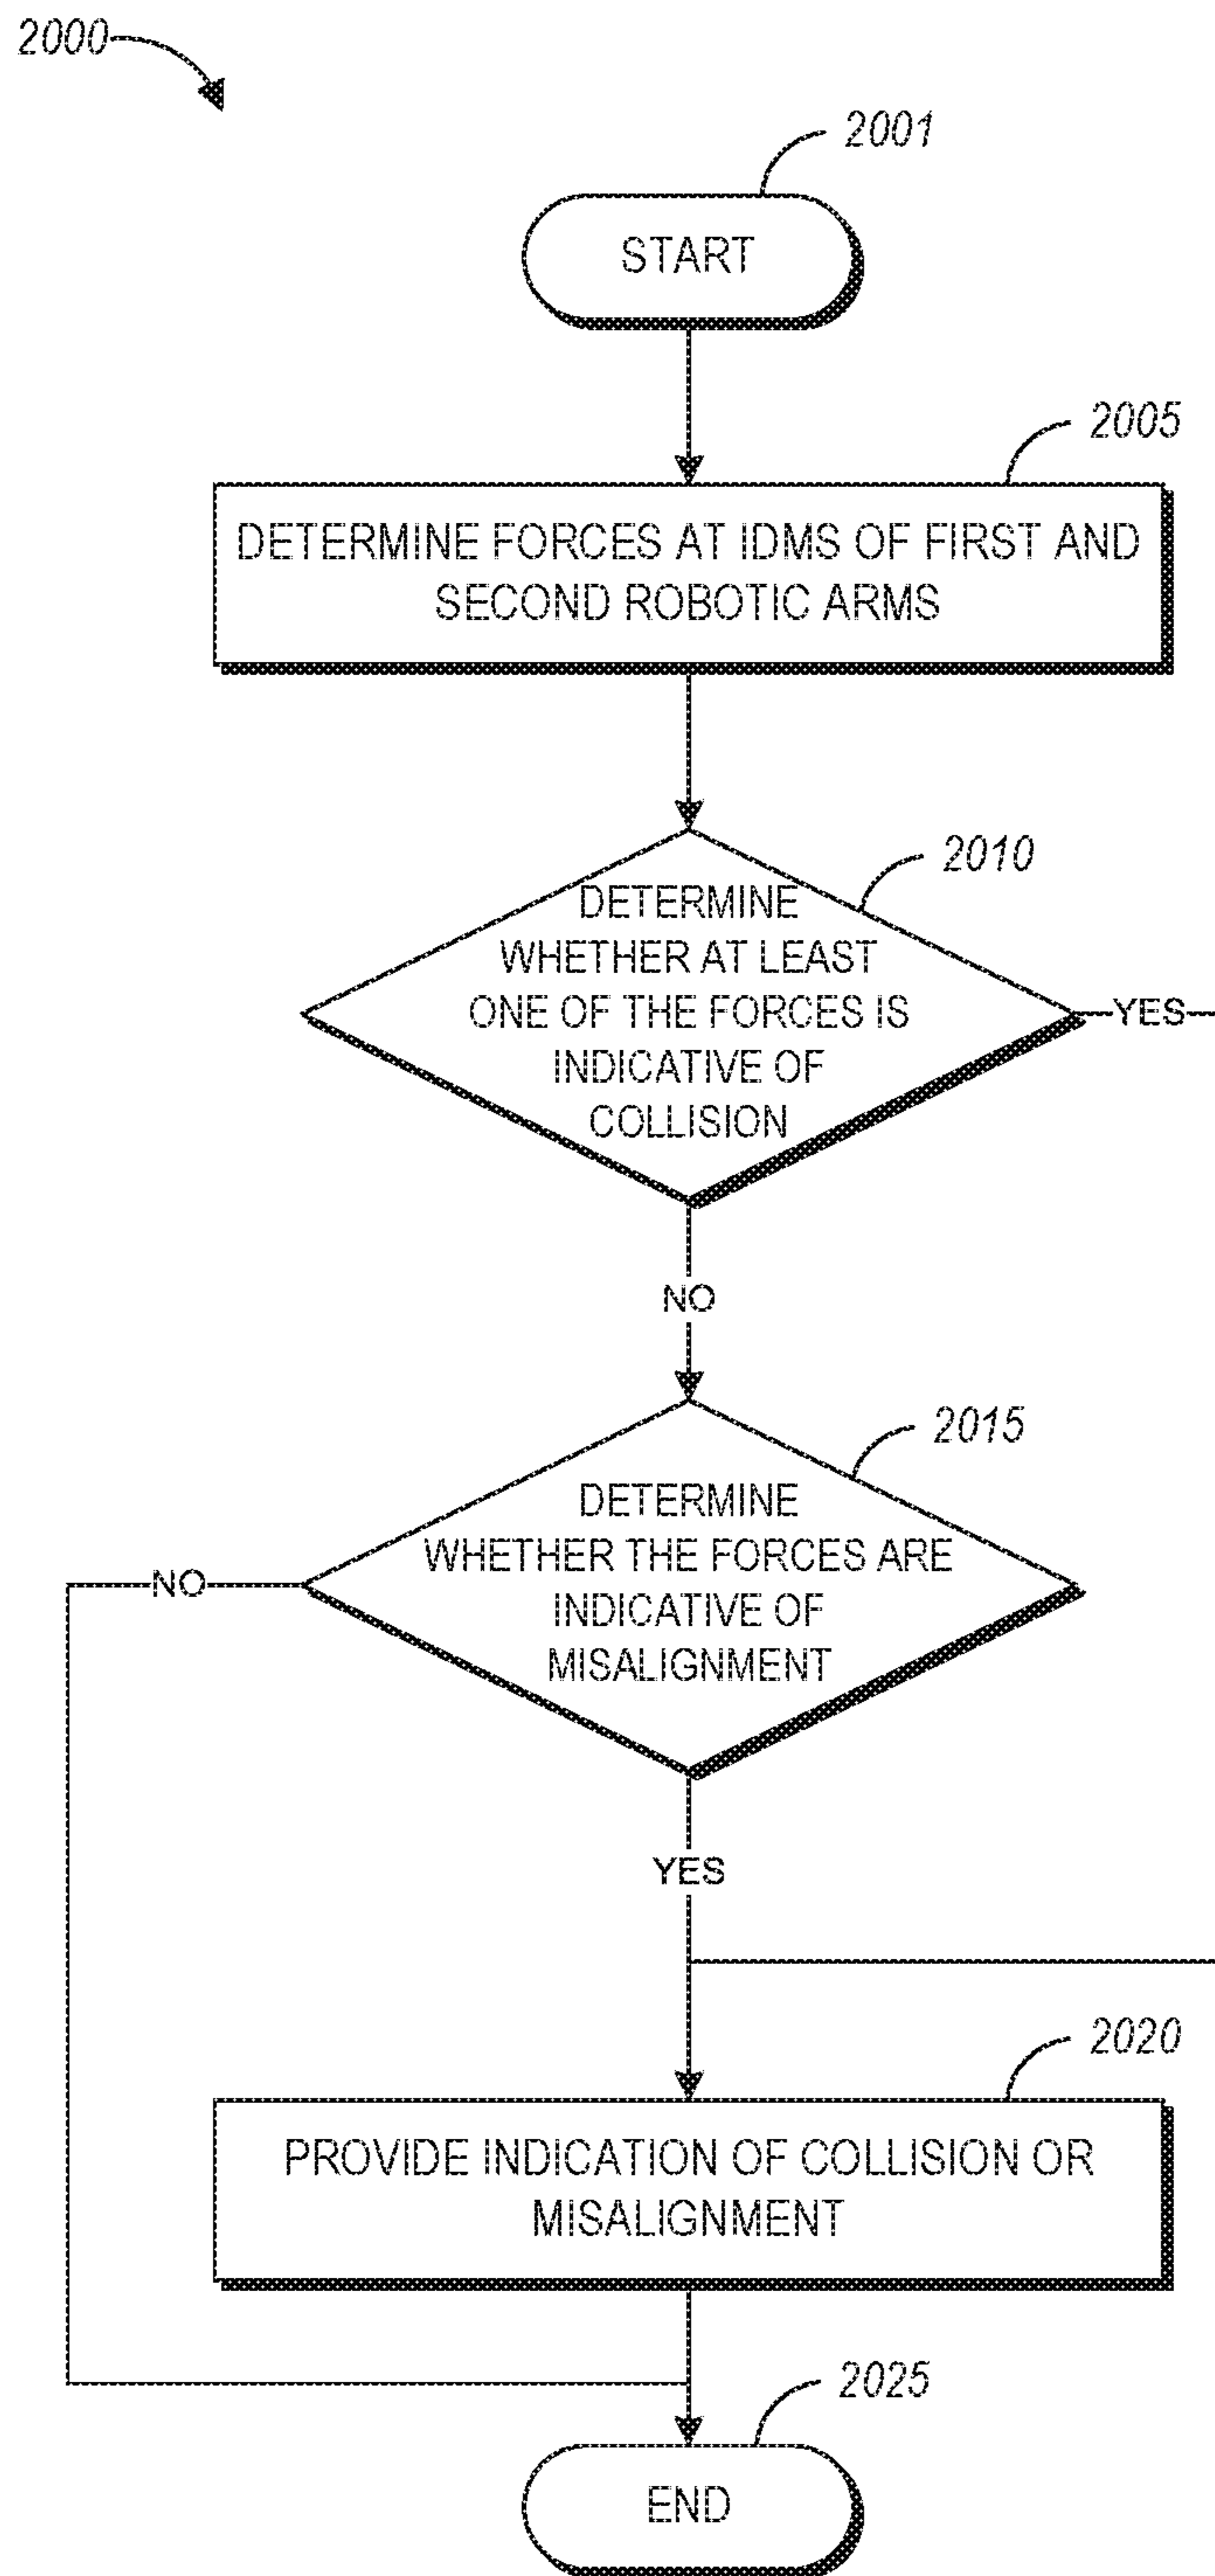 2000
2001
START
2005
DETERMINE FORCES AT IDMS OF FIRST AND
SECOND ROBOTIC ARMS
2010
DETERMINE
WHETHER AT LEAST
ONE OF THE FORCES IS
INDICATIVE OF
COLLISION
YES
NO
2015
DETERMINE
WHETHER THE FORCES ARE
INDICATIVE OF
MISALIGNMENT
NO
YES
2020
PROVIDE INDICATION OF COLLISION OR
MISALIGNMENT
2025
END